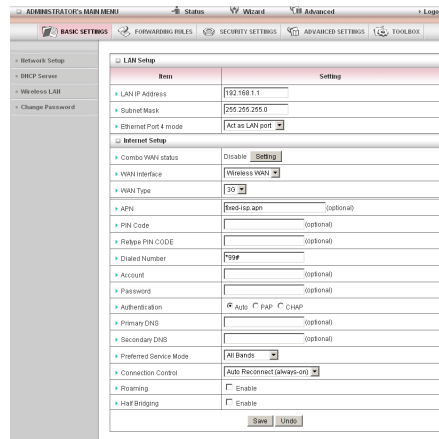 ADMINISTRATOR's MAIN MENU Status Wizard Advanced Logo
BASIC SETTINGS FORWARDING RULES SECURITY SETTINGS ADVANCED SETTINGS TOOLBOX
Network Setup
DHCP Server
Wireless LAN
Change Password
LAN Setup
Item Setting
LAN IP Address 192.168.1.1
Subnet Mask 255.255.255.0
Ethernet Port 4 mode Act as LAN port
Internet Setup
Combo WAN status Disable Setting
WAN Interface Wireless WAN
WAN Type 3G
APN fixed-isp.apn (optional)
PIN Code (optional)
Retype PIN CODE (optional)
Dialed Number *99#
Account (optional)
Password (optional)
Authentication Auto PAP CHAP
Primary DNS (optional)
Secondary DNS (optional)
Preferred Service Mode All Bands
Connection Control Auto Reconnect (always-on)
Roaming Enable
Half Bridging Enable
Save Undo